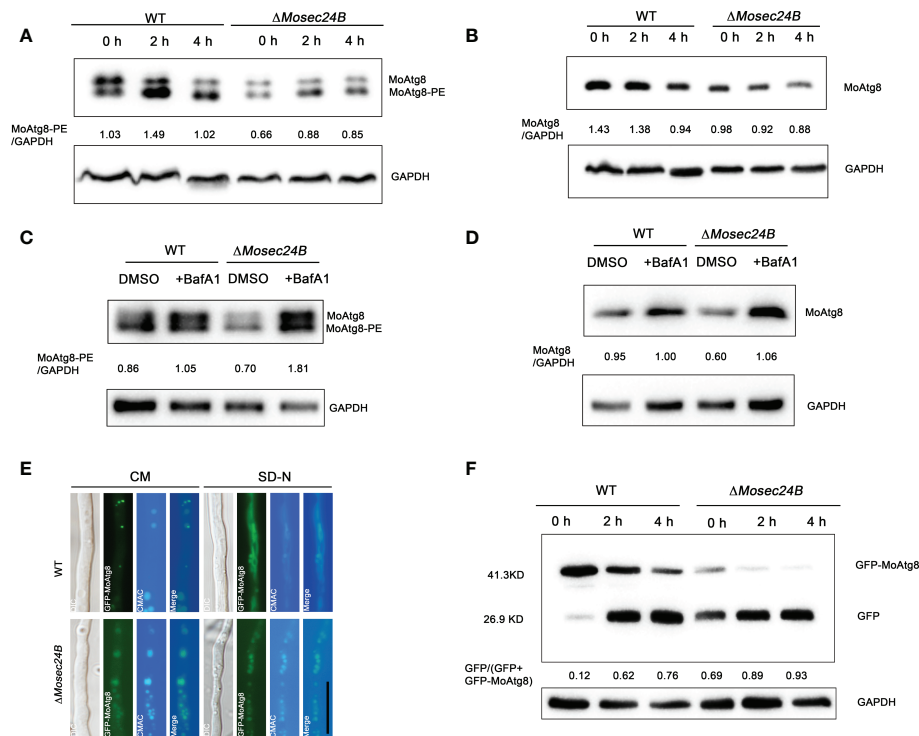 A
WT
ΔMosec24B
0 h 2 h 4 h 0 h 2 h 4 h
MoAtg8
MoAtg8-PE
MoAtg8-PE
/GAPDH
1.03 1.49 1.02 0.66 0.88 0.85
GAPDH
B
WT
ΔMosec24B
0 h 2 h 4 h 0 h 2 h 4 h
MoAtg8
MoAtg8
/GAPDH
1.43 1.38 0.94 0.98 0.92 0.88
GAPDH
C
WT
ΔMosec24B
DMSO +BafA1 DMSO +BafA1
MoAtg8
MoAtg8-PE
MoAtg8-PE
/GAPDH
0.86 1.05 0.70 1.81
GAPDH
D
WT
ΔMosec24B
DMSO +BafA1 DMSO +BafA1
MoAtg8
MoAtg8
/GAPDH
0.95 1.00 0.60 1.06
GAPDH
E
CM SD-N
WT
DIC GFP-MoAtg8 CMAC Merge DIC GFP-MoAtg8 CMAC Merge
ΔMosec24B
DIC GFP-MoAtg8 CMAC Merge DIC GFP-MoAtg8 CMAC Merge
F
WT
ΔMosec24B
0 h 2 h 4 h 0 h 2 h 4 h
41.3KD
GFP-MoAtg8
26.9 KD
GFP
GFP/(GFP+
GFP-MoAtg8)
0.12 0.62 0.76 0.69 0.89 0.93
GAPDH